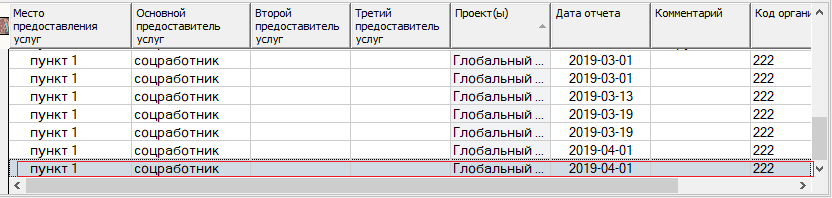 Место предоставления услуг Основной предоставитель услуг Второй предоставитель услуг Третий предоставитель услуг Проект(ы) Дата отчета Комментарий Код органи
пункт 1 соцработник Глобальный ... 2019-03-01 222
пункт 1 соцработник Глобальный ... 2019-03-01 222
пункт 1 соцработник Глобальный ... 2019-03-13 222
пункт 1 соцработник Глобальный ... 2019-03-19 222
пункт 1 соцработник Глобальный ... 2019-03-19 222
пункт 1 соцработник Глобальный ... 2019-04-01 222
пункт 1 соцработник Глобальный ... 2019-04-01 222